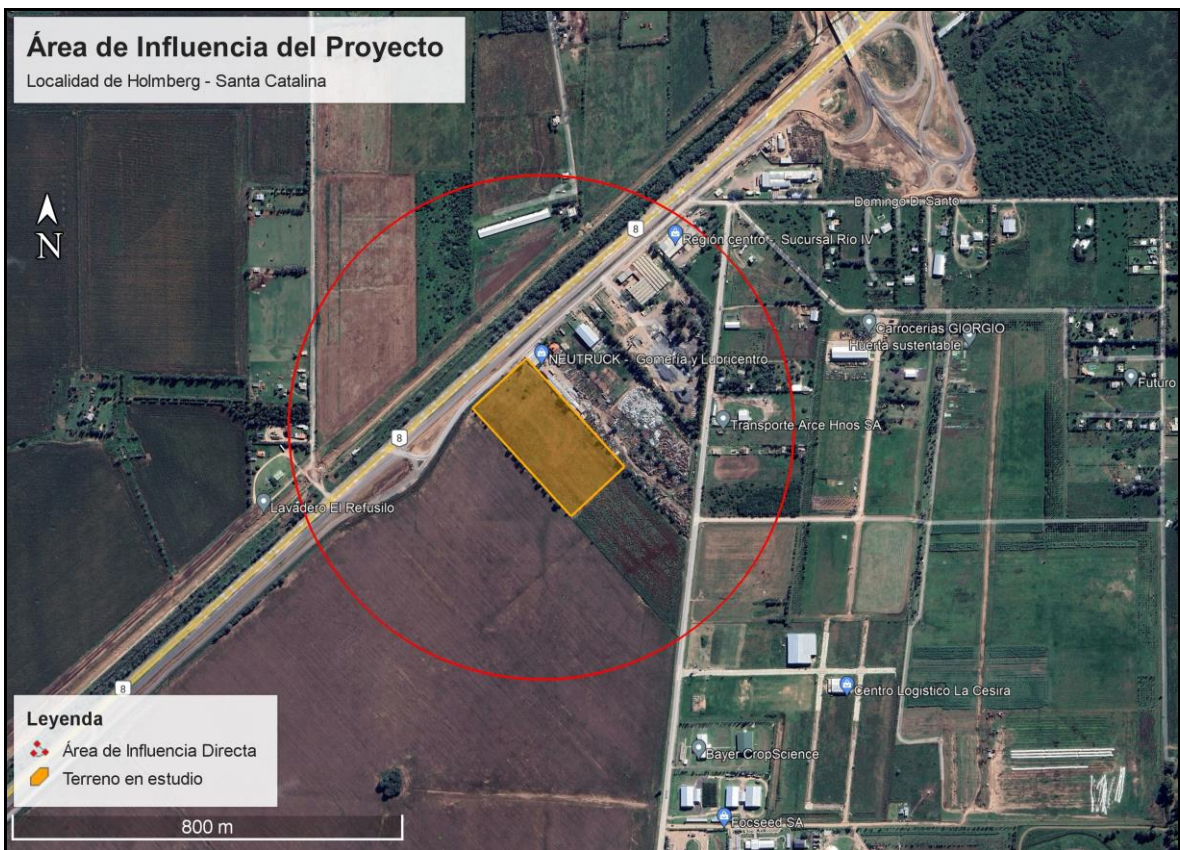 Área de Influencia del Proyecto
Localidad de Holmberg - Santa Catalina
N
Domingo D. Santo
8
Región centro - Sucursal Río IV
Carrocerias GIORGIO
Huerta sustentable
NEUTRUCK - Gomería y Lubricentro
Futuro
Transporte Arce Hnos SA
8
Lavadero El Refusilo
8
Centro Logistico La Cesira
Bayer CropScience
Focseed SA
Leyenda
Área de Influencia Directa
Terreno en estudio
800 m